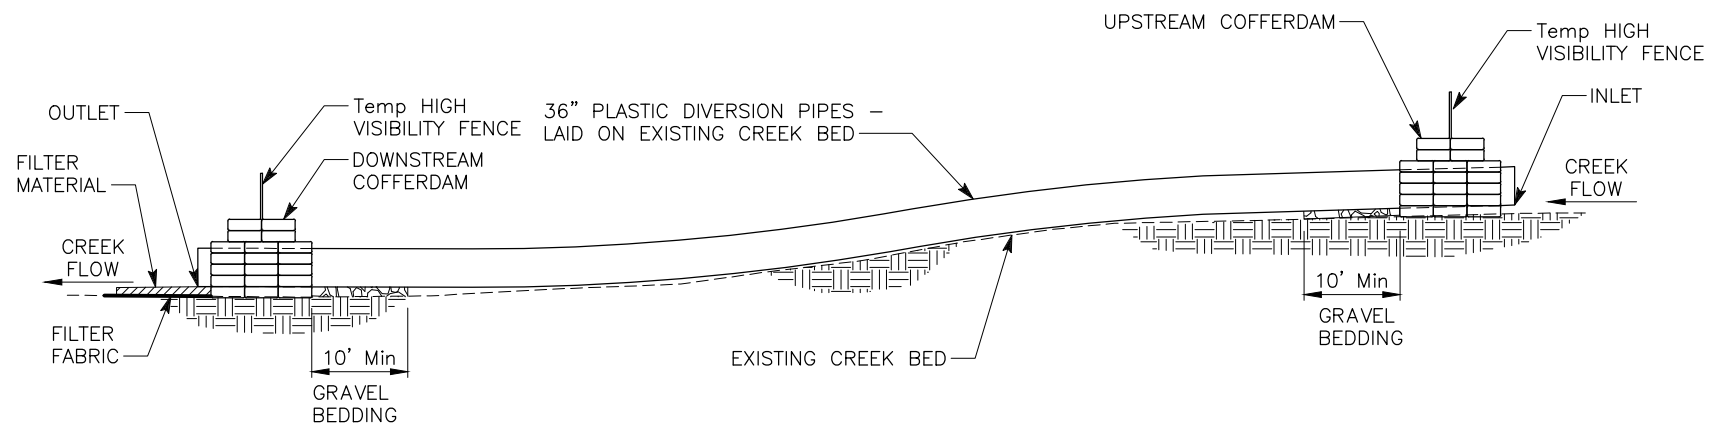 UPSTREAM COFFERDAM
Temp HIGH
VISIBILITY FENCE
INLET
CREEK
FLOW
OUTLET
Temp HIGH
VISIBILITY FENCE
36" PLASTIC DIVERSION PIPES –
LAID ON EXISTING CREEK BED
FILTER
MATERIAL
DOWNSTREAM
COFFERDAM
CREEK
FLOW
FILTER
FABRIC
10' Min
GRAVEL
BEDDING
EXISTING CREEK BED
10' Min
GRAVEL
BEDDING